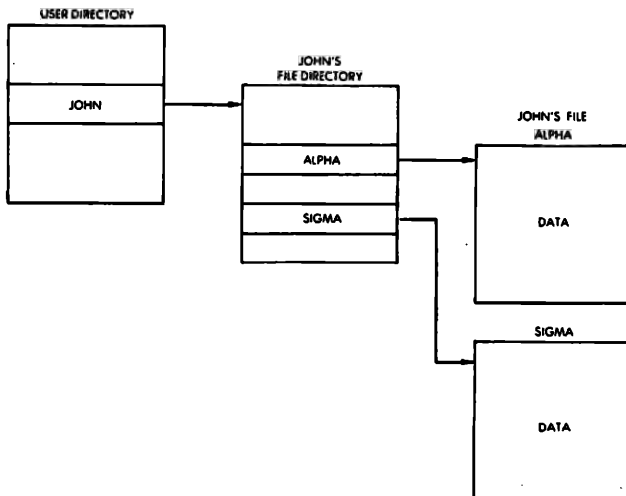 USER DIRECTORY
JOHN
JOHN'S
FILE DIRECTORY
ALPHA
SIGMA
JOHN'S FILE
ALPHA
DATA
SIGMA
DATA